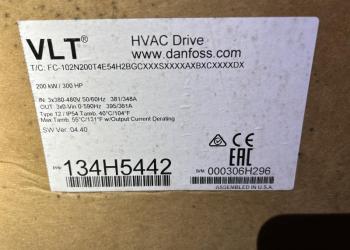 VLT® HVAC Drive
www.danfoss.com
T/C: FC-102N200T4E54H2BGCXXXSXXXXAXBXCXXXXDX
200 kW / 300 HP
IN: 3x380-480V 50/60Hz 381/348A
OUT: 3x0-Vin 0-590Hz 395/361A
Type 12 / IP54 Tamb. 40°C/104°F
Max Tamb. 55°C/131°F w/Output Current Derating
SW Ver: 04.40
P/N: 134H5442
CE EAC
S/N: 000306H296
ASSEMBLED IN U.S.A.